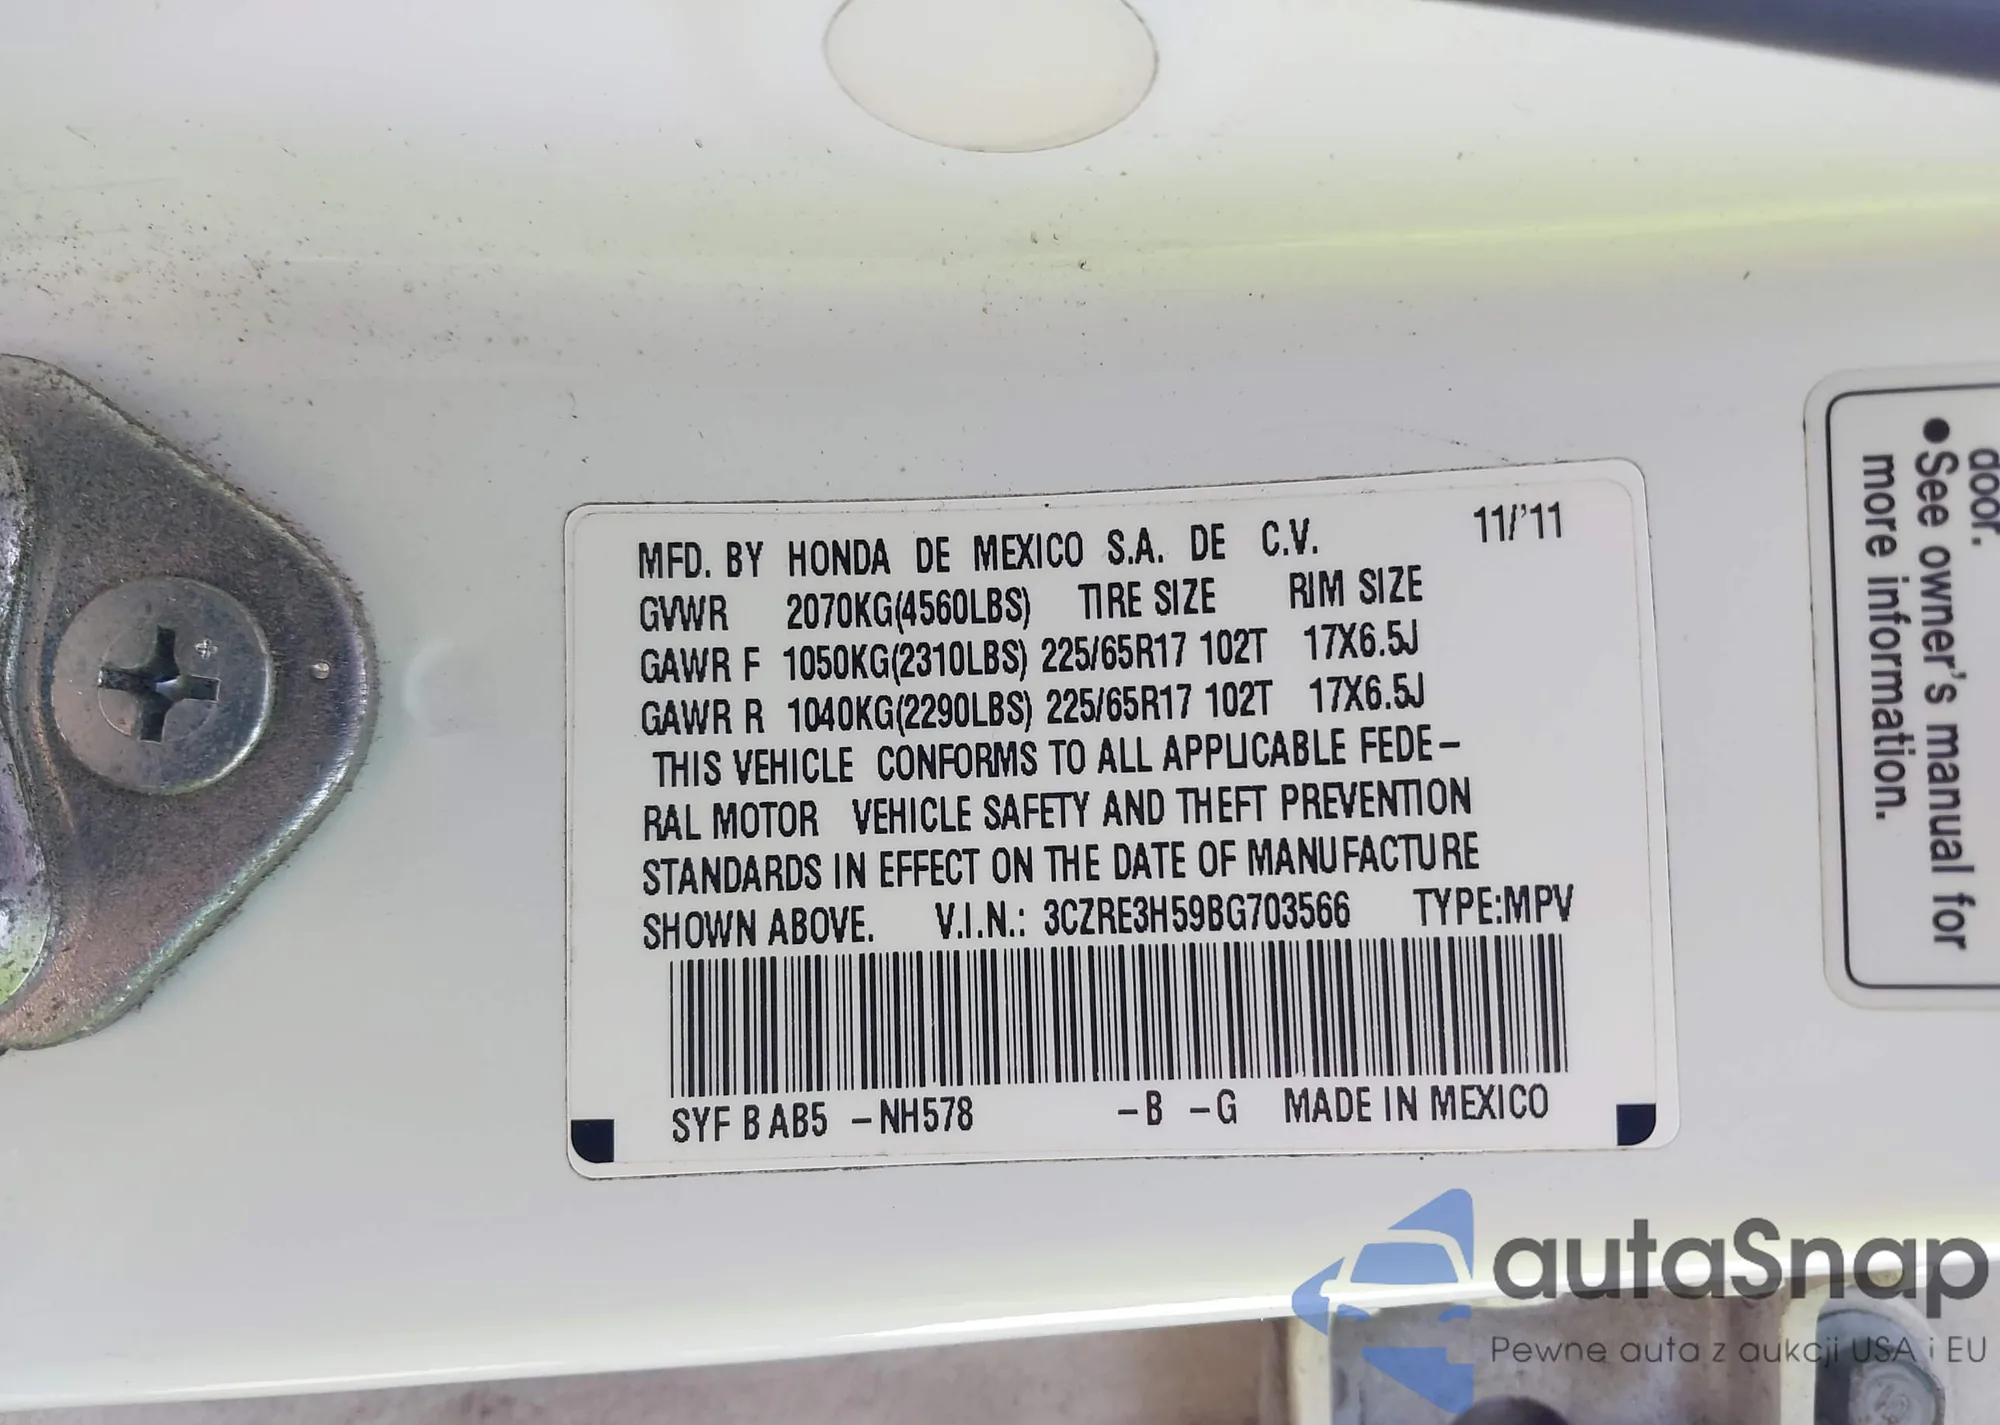 MFD. BY HONDA DE MEXICO S.A. DE C.V. 11/'11
GVWR 2070KG(4560LBS) TIRE SIZE RIM SIZE
GAWR F 1050KG(2310LBS) 225/65R17 102T 17X6.5J
GAWR R 1040KG(2290LBS) 225/65R17 102T 17X6.5J
THIS VEHICLE CONFORMS TO ALL APPLICABLE FEDE-
RAL MOTOR VEHICLE SAFETY AND THEFT PREVENTION
STANDARDS IN EFFECT ON THE DATE OF MANUFACTURE
SHOWN ABOVE. V.I.N.: 3CZRE3H59BG703566 TYPE:MPV
SYF B AB5 -NH578 -B -G MADE IN MEXICO
door.
●See owner's manual for
more information.
autaSnap
Pewne auta z aukcji USA i EU